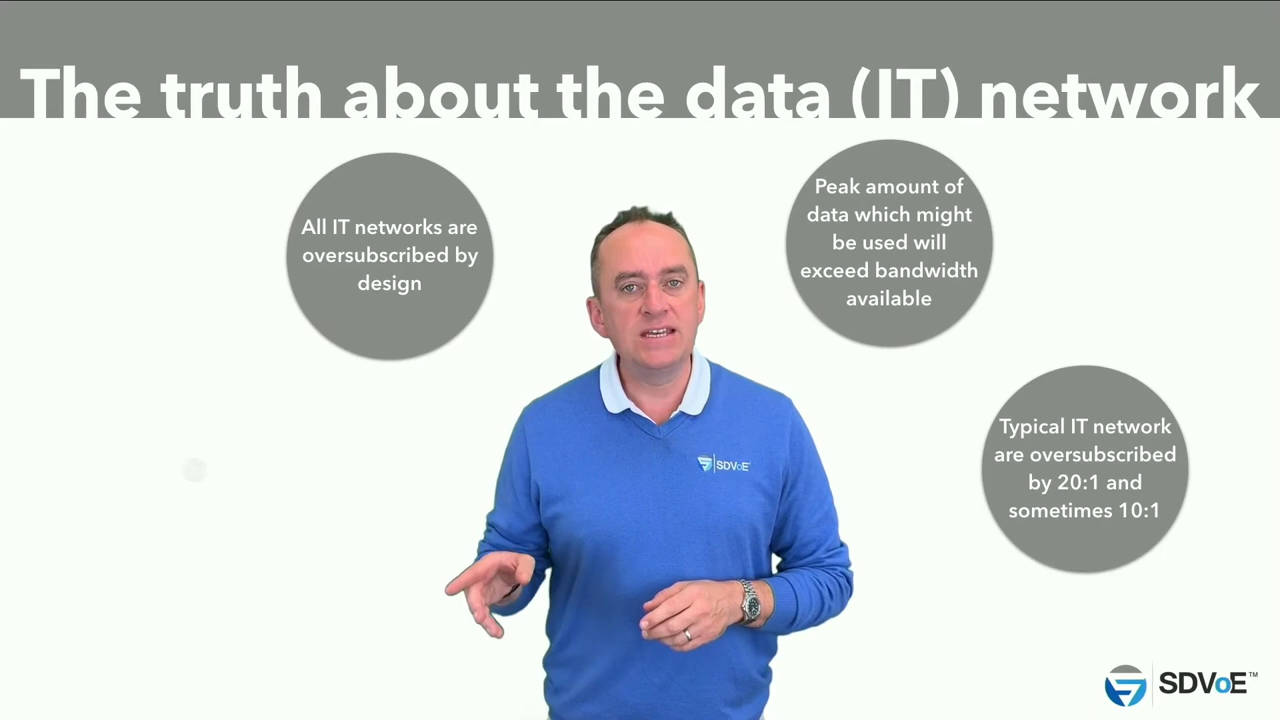 The truth about the data (IT) network
All IT networks are
oversubscribed by
design
Peak amount of
data which might
be used will
exceed bandwidth
available
Typical IT network
are oversubscribed
by 20:1 and
sometimes 10:1
SDVoE
SDVoE™